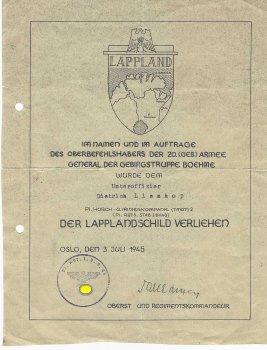 LAPPLAND
IM NAMEN UND IM AUFTRAGE
DES OBERBEFEHLSHABERS DER 20.(GEB) ARMEE
GENERAL DER GEBIRGSTRUPPE BOEHME
WURDE DEM
Unteroffizier
Dietrich
DER LAPPLANDSCHILD VERLIEHEN
OSLO, DEN 3. JULI 1945
OBERST UND REGIMENTSKOMMANDEUR